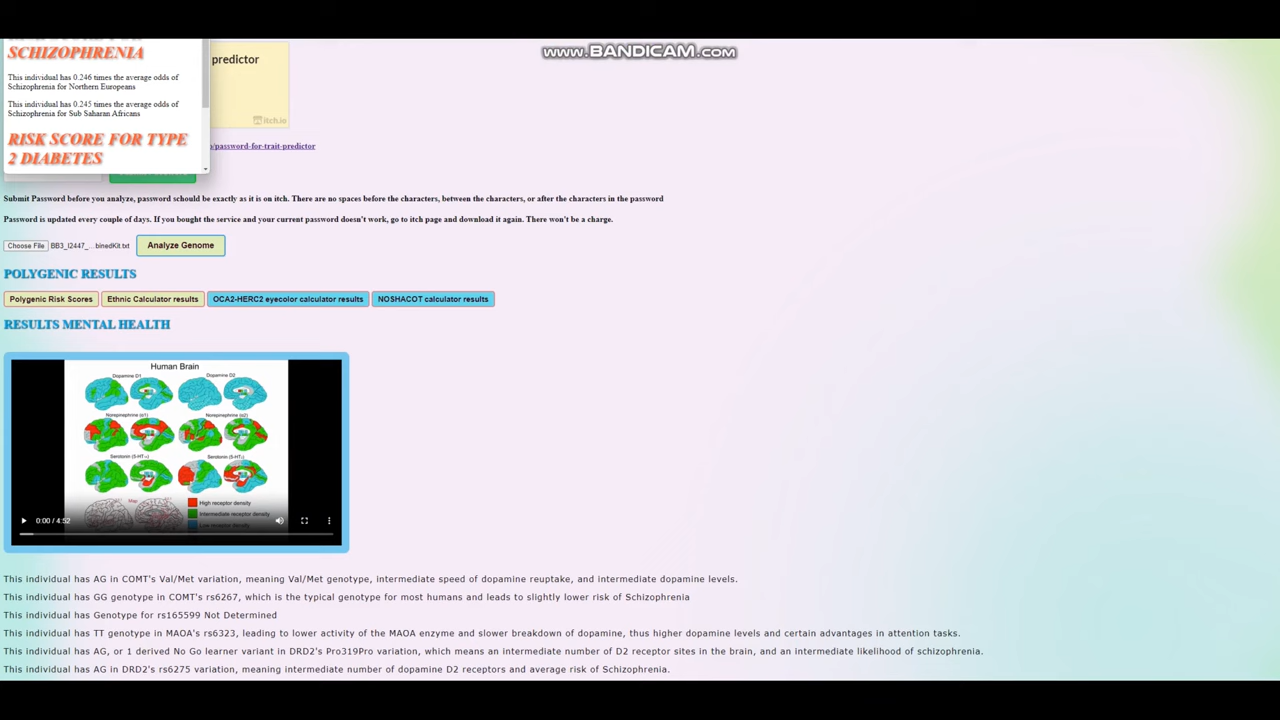 www.BANDICAM.com
SCHIZOPHRENIA
This individual has 0.246 times the average odds of
Schizophrenia for Northern Europeans
This individual has 0.245 times the average odds of
Schizophrenia for Sub Saharan Africans
RISK SCORE FOR TYPE
2 DIABETES
predictor
itch.io
o/password-for-trait-predictor
Submit Password before you analyze, password schould be exactly as it is on itch. There are no spaces before the characters, between the characters, or after the characters in the password
Password is updated every couple of days. If you bought the service and your current password doesn't work, go to itch page and download it again. There won't be a charge.
Choose File BB3_I2447_...binedKit.txt Analyze Genome
POLYGENIC RESULTS
Polygenic Risk Scores Ethnic Calculator results OCA2-HERC2 eyecolor calculator results NOSHACOT calculator results
RESULTS MENTAL HEALTH
Human Brain
Dopamine D1 Dopamine D2
Norepinephrine (α1) Norepinephrine (α2)
Map
High receptor density
Intermediate receptor density
Low receptor density
0:00 / 4:52
This individual has AG in COMT's Val/Met variation, meaning Val/Met genotype, intermediate speed of dopamine reuptake, and intermediate dopamine levels.
This individual has GG genotype in COMT's rs6267, which is the typical genotype for most humans and leads to slightly lower risk of Schizophrenia
This individual has Genotype for rs165599 Not Determined
This individual has TT genotype in MAOA's rs6323, leading to lower activity of the MAOA enzyme and slower breakdown of dopamine, thus higher dopamine levels and certain advantages in attention tasks.
This individual has AG, or 1 derived No Go learner variant in DRD2's Pro319Pro variation, which means an intermediate number of D2 receptor sites in the brain, and an intermediate likelihood of schizophrenia.
This individual has AG in DRD2's rs6275 variation, meaning intermediate number of dopamine D2 receptors and average risk of Schizophrenia.